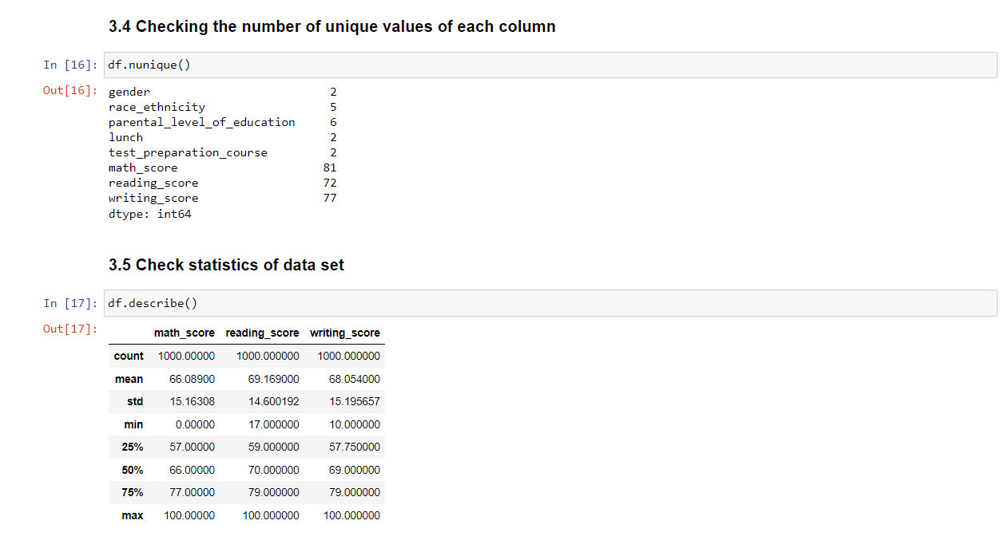 3.4 Checking the number of unique values of each column
In [16]: df.nunique()
Out[16]: gender 2
race_ethnicity 5
parental_level_of_education 6
lunch 2
test_preparation_course 2
math_score 81
reading_score 72
writing_score 77
dtype: int64
3.5 Check statistics of data set
In [17]: df.describe()
Out[17]:
math_score reading_score writing_score
count 1000.00000 1000.000000 1000.000000
mean 66.08900 69.169000 68.054000
std 15.16308 14.600192 15.195657
min 0.00000 17.000000 10.000000
25% 57.00000 59.000000 57.750000
50% 66.00000 70.000000 69.000000
75% 77.00000 79.000000 79.000000
max 100.00000 100.000000 100.000000